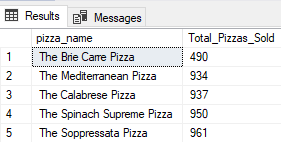 Results Messages
pizza_name Total_Pizzas_Sold
1 The Brie Carre Pizza 490
2 The Mediterranean Pizza 934
3 The Calabrese Pizza 937
4 The Spinach Supreme Pizza 950
5 The Soppressata Pizza 961